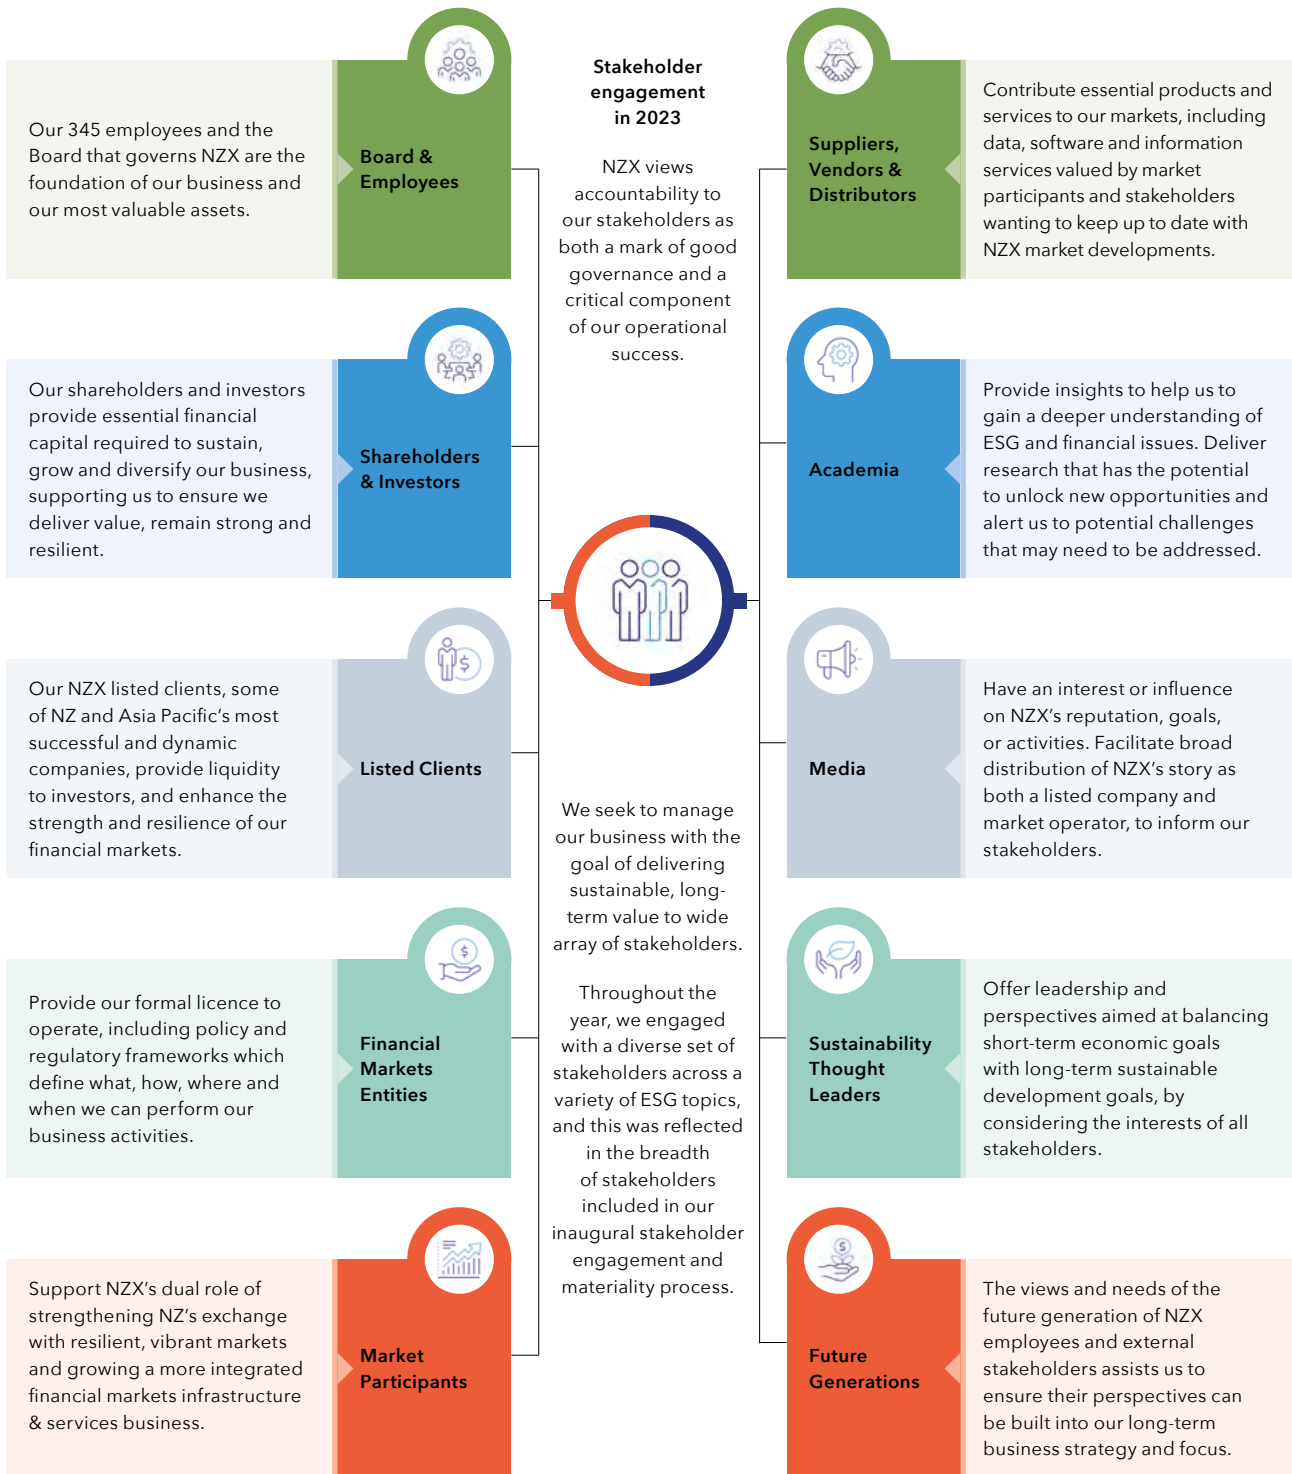 Stakeholder
engagement
in 2023
NZX views
accountability to
our stakeholders as
both a mark of good
governance and a
critical component
of our operational
success.
We seek to manage
our business with the
goal of delivering
sustainable, long-
term value to wide
array of stakeholders.
Throughout the
year, we engaged
with a diverse set of
stakeholders across a
variety of ESG topics,
and this was reflected
in the breadth
of stakeholders
included in our
inaugural stakeholder
engagement and
materiality process.
Board &
Employees
Our 345 employees and the
Board that governs NZX are the
foundation of our business and
our most valuable assets.
Shareholders
& Investors
Our shareholders and investors
provide essential financial
capital required to sustain,
grow and diversify our business,
supporting us to ensure we
deliver value, remain strong and
resilient.
Listed Clients
Our NZX listed clients, some
of NZ and Asia Pacific's most
successful and dynamic
companies, provide liquidity
to investors, and enhance the
strength and resilience of our
financial markets.
Financial
Markets
Entities
Provide our formal licence to
operate, including policy and
regulatory frameworks which
define what, how, where and
when we can perform our
business activities.
Market
Participants
Support NZX's dual role of
strengthening NZ's exchange
with resilient, vibrant markets
and growing a more integrated
financial markets infrastructure
& services business.
Suppliers,
Vendors &
Distributors
Contribute essential products and
services to our markets, including
data, software and information
services valued by market
participants and stakeholders
wanting to keep up to date with
NZX market developments.
Academia
Provide insights to help us to
gain a deeper understanding of
ESG and financial issues. Deliver
research that has the potential
to unlock new opportunities and
alert us to potential challenges
that may need to be addressed.
Media
Have an interest or influence
on NZX's reputation, goals,
or activities. Facilitate broad
distribution of NZX's story as
both a listed company and
market operator, to inform our
stakeholders.
Sustainability
Thought
Leaders
Offer leadership and
perspectives aimed at balancing
short-term economic goals
with long-term sustainable
development goals, by
considering the interests of all
stakeholders.
Future
Generations
The views and needs of the
future generation of NZX
employees and external
stakeholders assists us to
ensure their perspectives can
be built into our long-term
business strategy and focus.